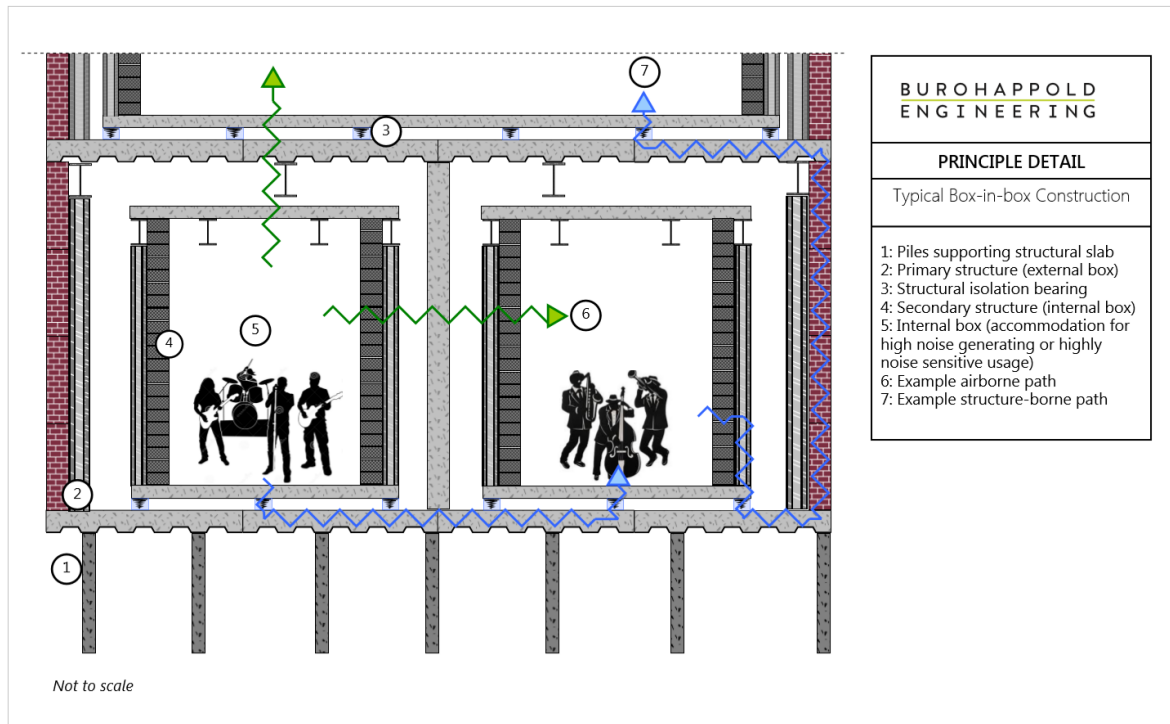 7
3
6
5
4
2
1
Not to scale
BUROHAPPOLD
ENGINEERING
PRINCIPLE DETAIL
Typical Box-in-box Construction
1: Piles supporting structural slab
2: Primary structure (external box)
3: Structural isolation bearing
4: Secondary structure (internal box)
5: Internal box (accommodation for
high noise generating or highly
noise sensitive usage)
6: Example airborne path
7: Example structure-borne path